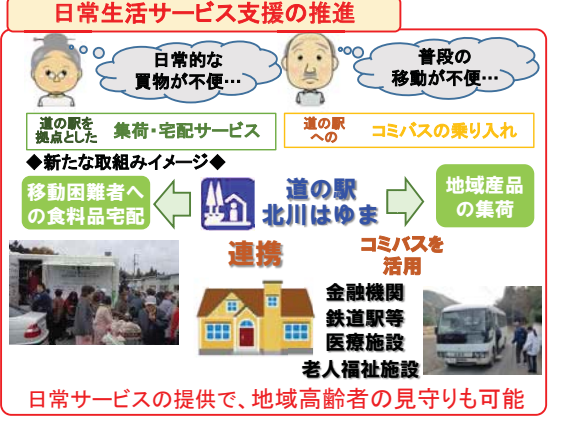 日常生活サービス支援の推進
日常的な
買物が不便…
普段の
移動が不便…
道の駅を
拠点とした 集荷・宅配サービス
道の駅
への コミバスの乗り入れ
◆新たな取組みイメージ◆
移動困難者へ
の食料品宅配
道の駅
北川はゆま
地域産品
の集荷
連携
コミバスを
活用
金融機関
鉄道駅等
医療施設
老人福祉施設
日常サービスの提供で、地域高齢者の見守りも可能